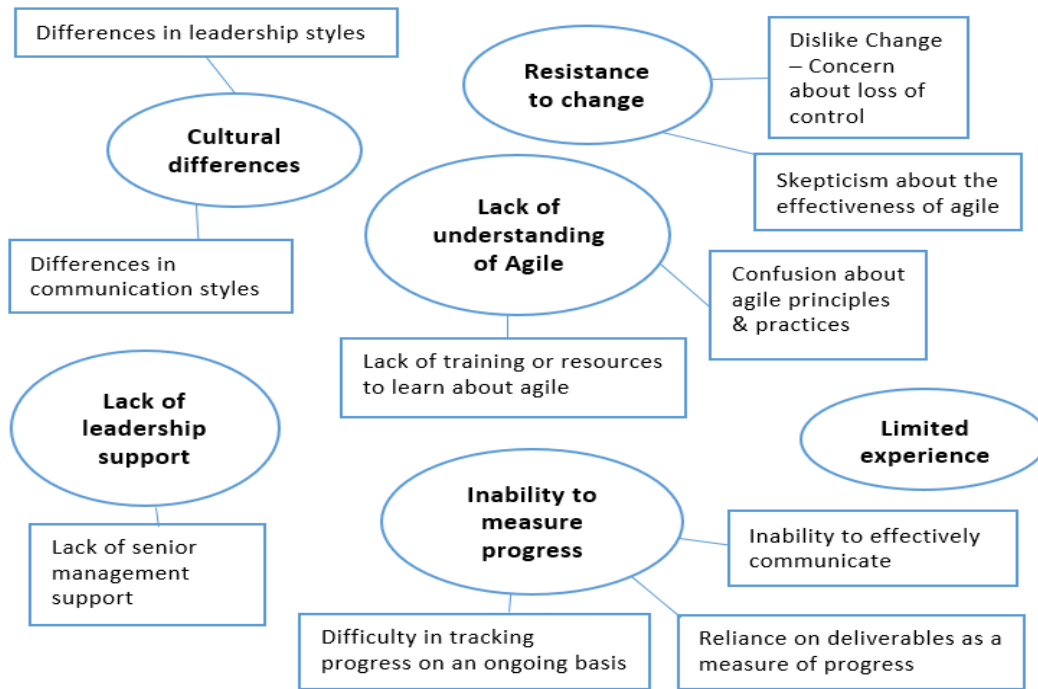 Differences in leadership styles
Cultural
differences
Differences in
communication styles
Resistance
to change
Dislike Change
– Concern
about loss of
control
Skepticism about the
effectiveness of agile
Lack of
understanding
of Agile
Confusion about
agile principles
& practices
Lack of training or resources
to learn about agile
Lack of
leadership
support
Lack of senior
management
support
Limited
experience
Inability to
measure
progress
Inability to effectively
communicate
Difficulty in tracking
progress on an ongoing basis
Reliance on deliverables as a
measure of progress